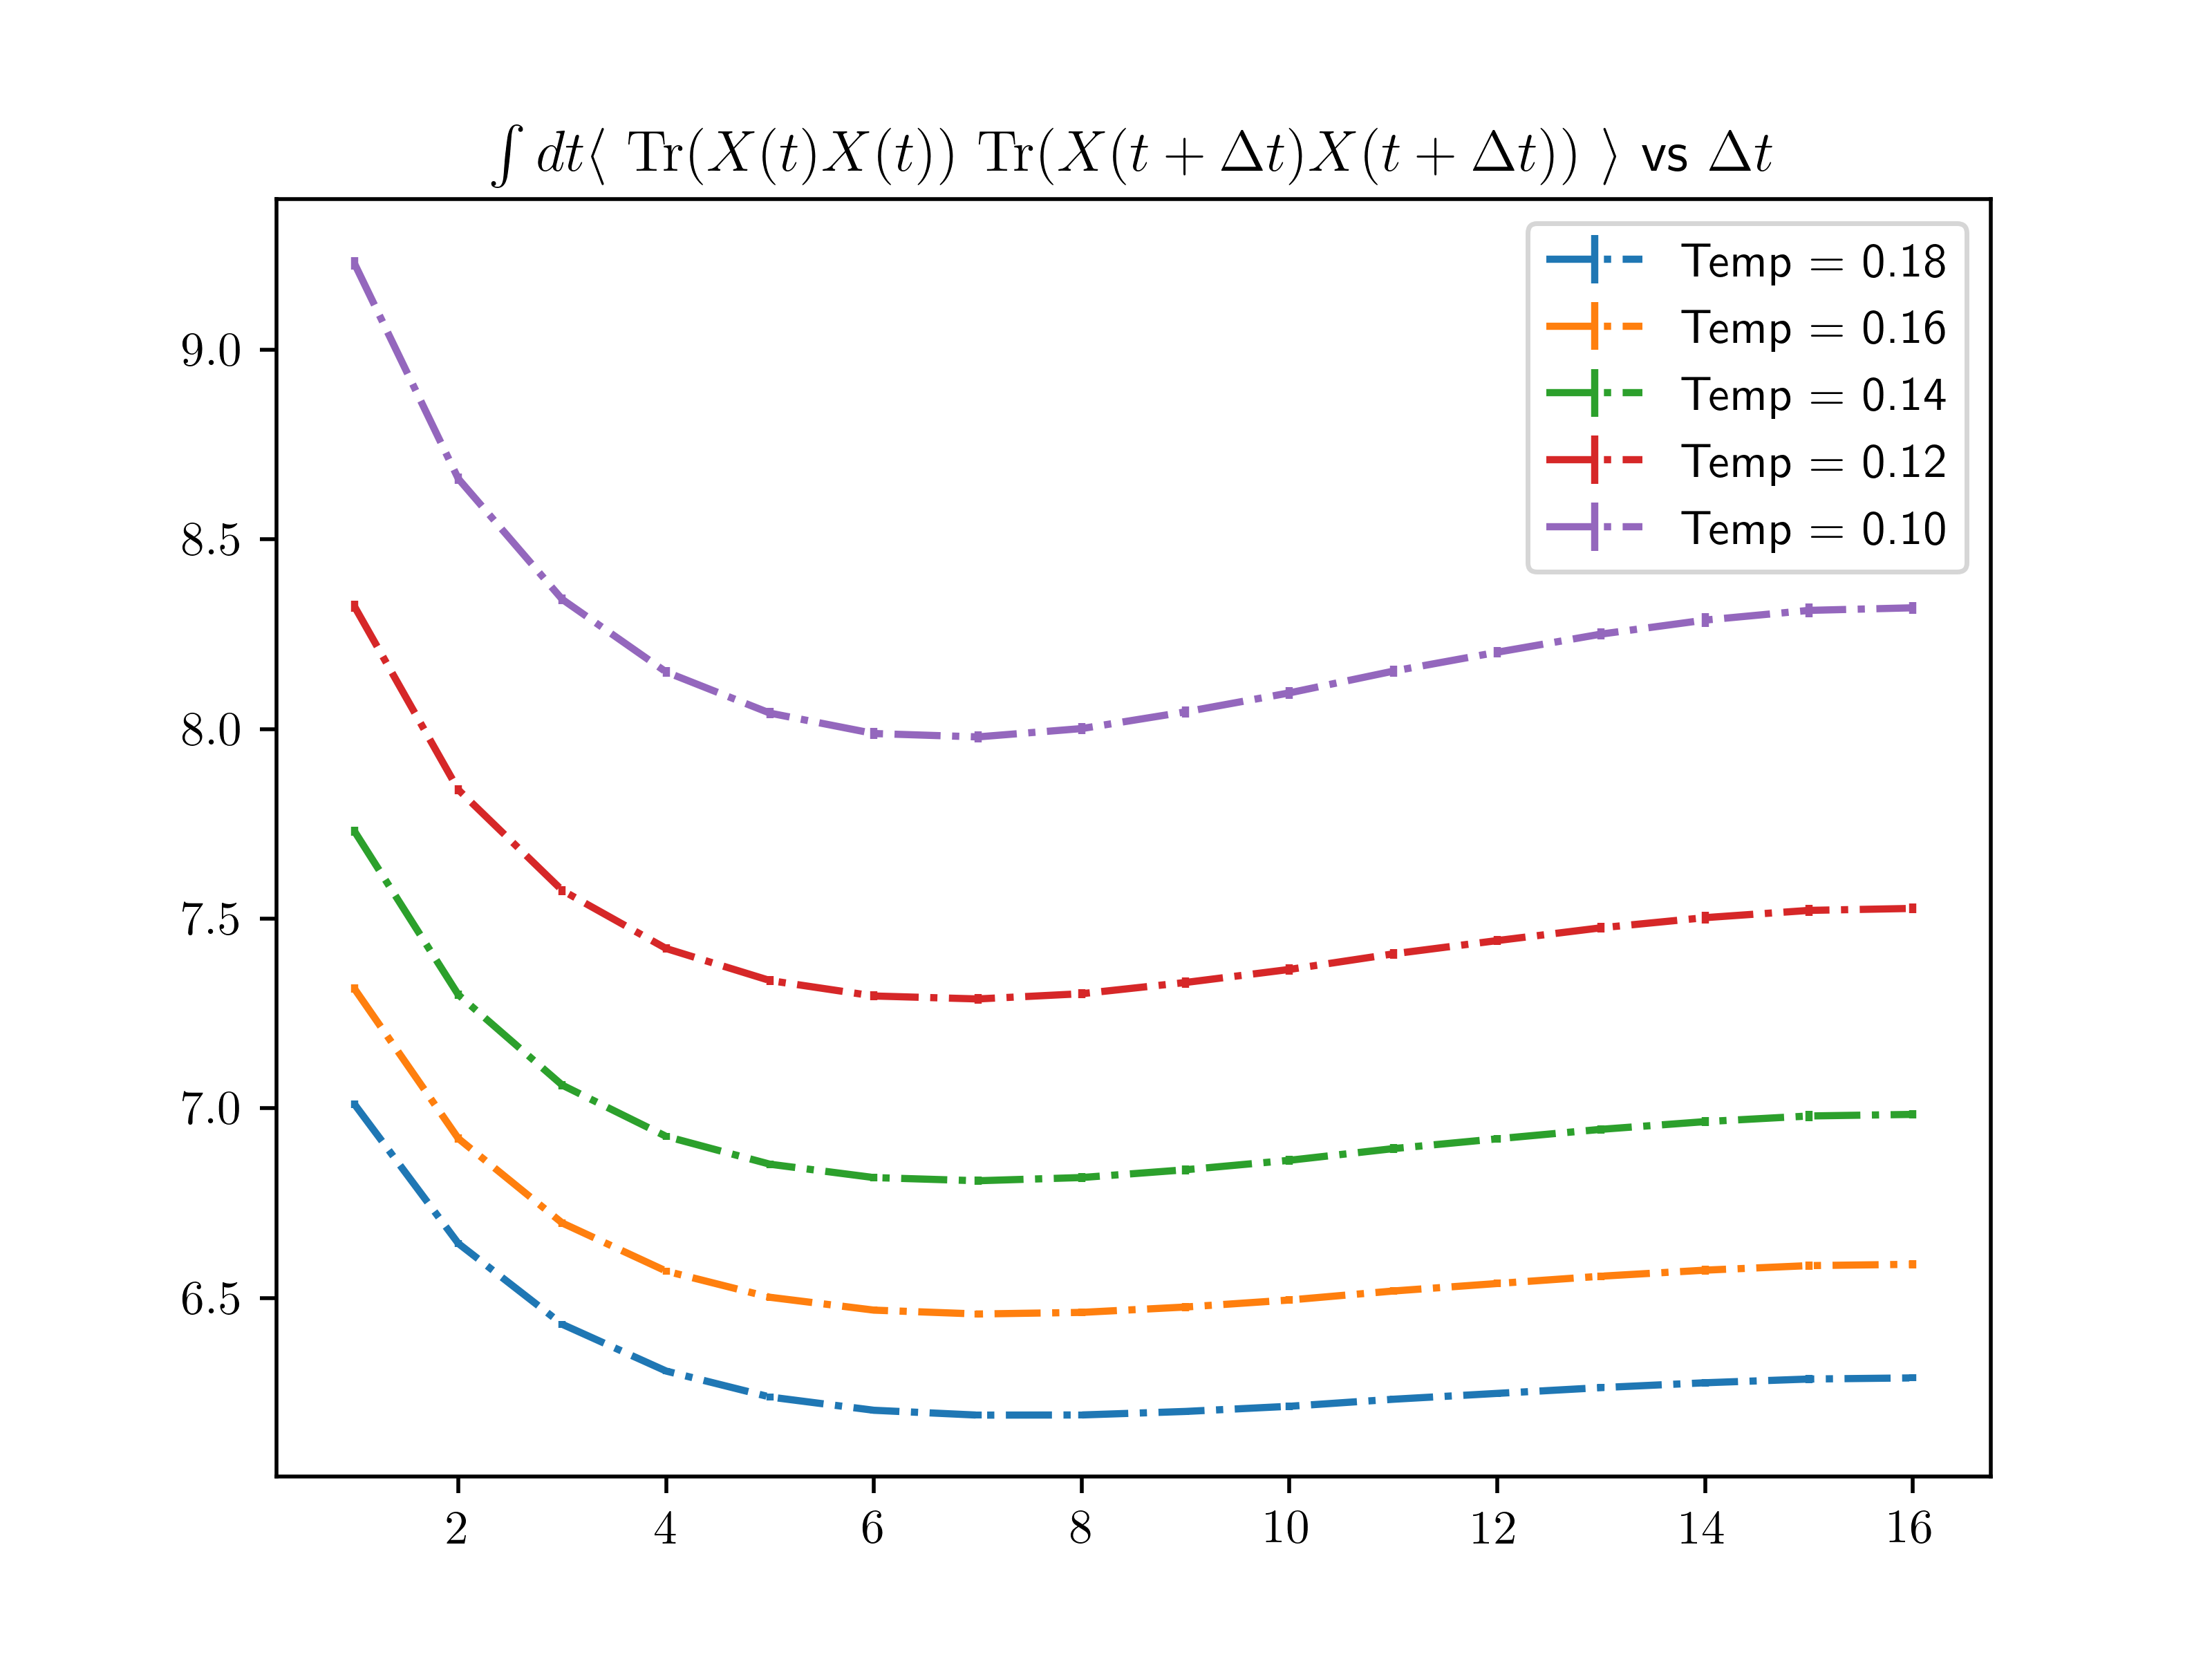 ∫ dt⟨ Tr(X(t)X(t)) Tr(X(t + Δt)X(t + Δt)) ⟩ vs Δt
Temp = 0.18
Temp = 0.16
Temp = 0.14
Temp = 0.12
Temp = 0.10
9.0
8.5
8.0
7.5
7.0
6.5
2 4 6 8 10 12 14 16